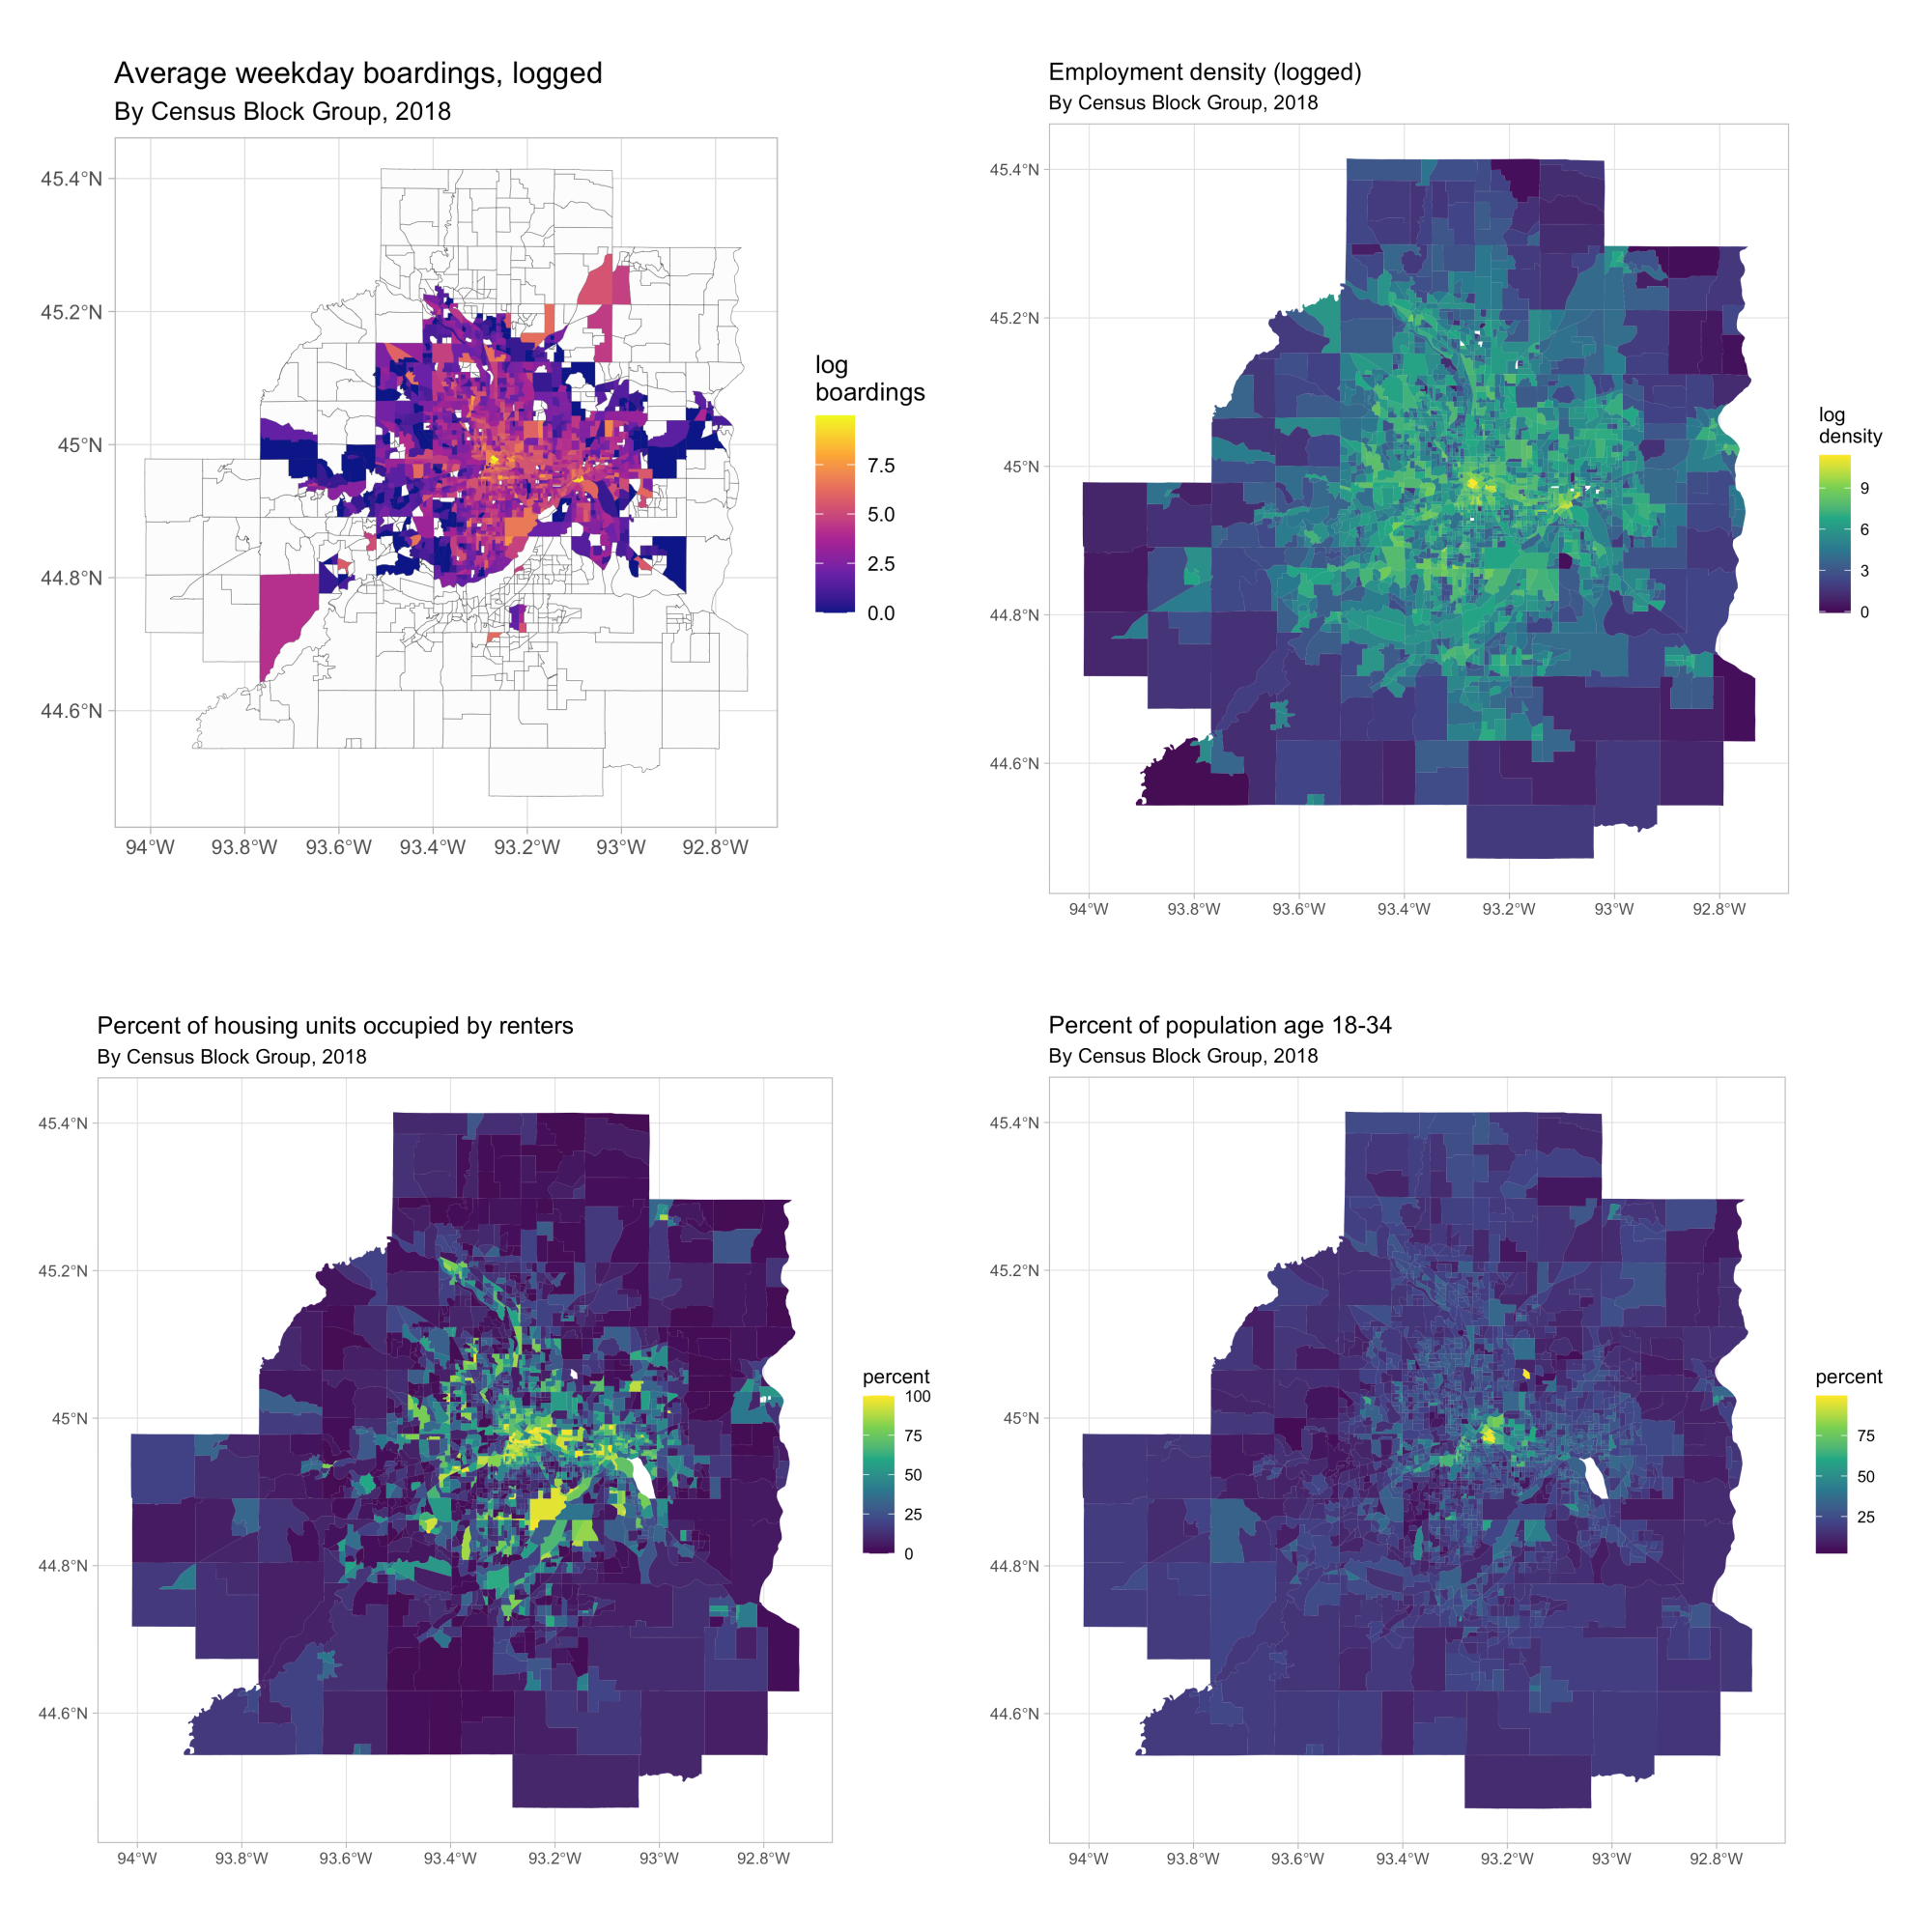 Average weekday boardings, logged
By Census Block Group, 2018
45.4°N
45.2°N
45°N
44.8°N
44.6°N
94°W 93.8°W 93.6°W 93.4°W 93.2°W 93°W 92.8°W
log
boardings
7.5
5.0
2.5
0.0
Employment density (logged)
By Census Block Group, 2018
45.4°N
45.2°N
45°N
44.8°N
44.6°N
94°W 93.8°W 93.6°W 93.4°W 93.2°W 93°W 92.8°W
log
density
9
6
3
0
Percent of housing units occupied by renters
By Census Block Group, 2018
45.4°N
45.2°N
45°N
44.8°N
44.6°N
94°W 93.8°W 93.6°W 93.4°W 93.2°W 93°W 92.8°W
percent
100
75
50
25
0
Percent of population age 18-34
By Census Block Group, 2018
45.4°N
45.2°N
45°N
44.8°N
44.6°N
94°W 93.8°W 93.6°W 93.4°W 93.2°W 93°W 92.8°W
percent
75
50
25